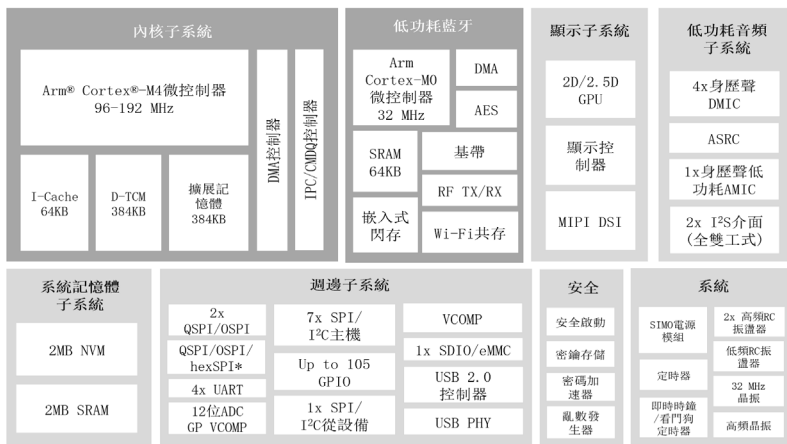 內核子系統
Arm® Cortex®-M4微控制器
96-192 MHz
I-Cache
64KB
D-TCM
384KB
擴展記
憶體
384KB
DMA控制器
IPC/CMDQ控制器
低功耗藍牙
Arm
Cortex-M0
微控制器
32 MHz
DMA
AES
SRAM
64KB
基帶
RF TX/RX
嵌入式
閃存
Wi-Fi共存
顯示子系統
2D/2.5D
GPU
顯示控
制器
MIPI DSI
低功耗音頻
子系統
4x身歷聲
DMIC
ASRC
1x身歷聲低
功耗AMIC
2x I²S介面
(全雙工式)
系統記憶體
子系統
2MB NVM
2MB SRAM
週邊子系統
2x
QSPI/OSPI
QSPI/OSPI/
hexSPI*
4x UART
12位ADC
GP VCOMP
7x SPI/
I²C主機
Up to 105
GPIO
1x SPI/
I²C從設備
VCOMP
1x SDIO/eMMC
USB 2.0
控制器
USB PHY
安全
安全啟動
密鑰存儲
密碼加
速器
亂數發
生器
系統
SIMO電源
模組
定時器
即時時鐘
/看門狗
定時器
2x 高頻RC
振盪器
低頻RC振
盪器
32 MHz
晶振
高頻晶振